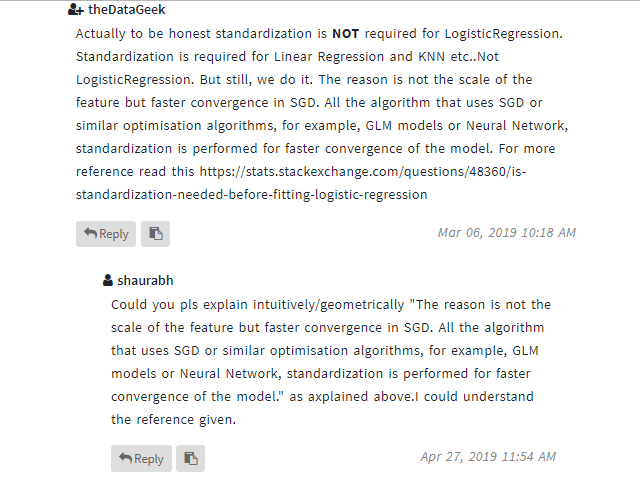 theDataGeek
Actually to be honest standardization is NOT required for LogisticRegression.
Standardization is required for Linear Regression and KNN etc..Not
LogisticRegression. But still, we do it. The reason is not the scale of the
feature but faster convergence in SGD. All the algorithm that uses SGD or
similar optimisation algorithms, for example, GLM models or Neural Network,
standardization is performed for faster convergence of the model. For more
reference read this https://stats.stackexchange.com/questions/48360/is-
standardization-needed-before-fitting-logistic-regression
Reply
Mar 06, 2019 10:18 AM
shaurabh
Could you pls explain intuitively/geometrically "The reason is not the
scale of the feature but faster convergence in SGD. All the algorithm
that uses SGD or similar optimisation algorithms, for example, GLM
models or Neural Network, standardization is performed for faster
convergence of the model." as axplained above.I could understand
the reference given.
Reply
Apr 27, 2019 11:54 AM